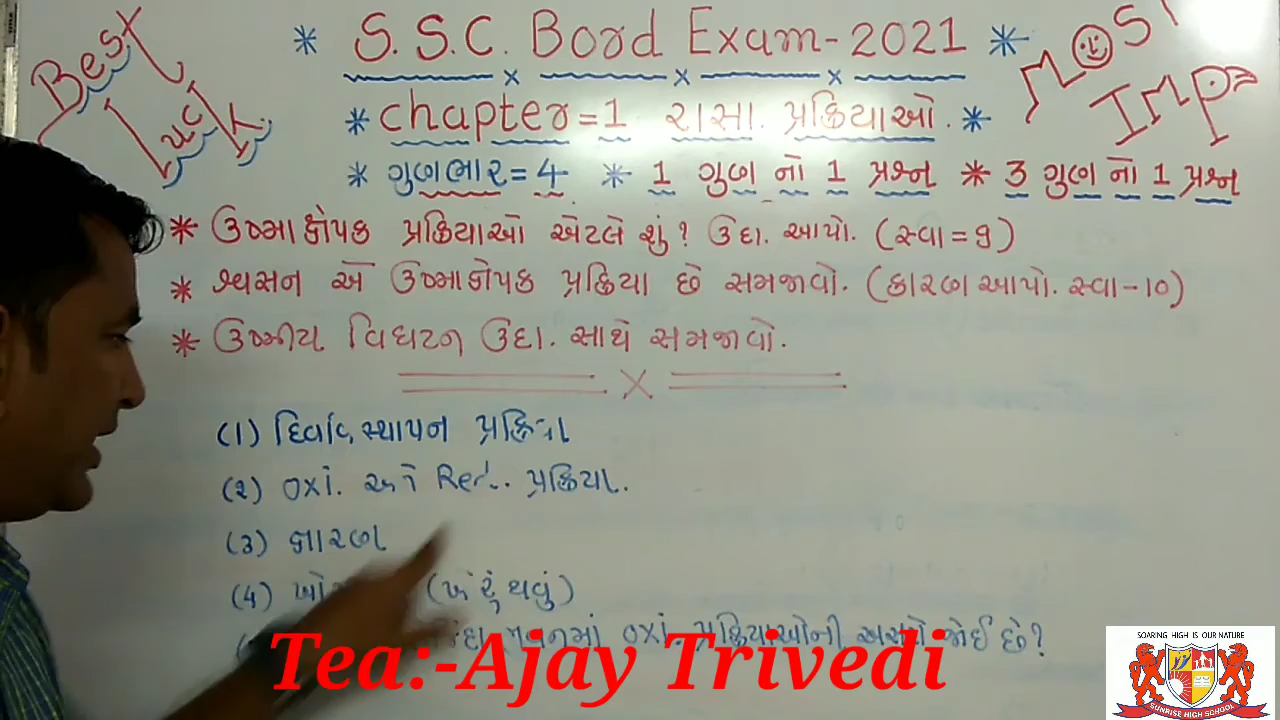 Best Luck
* S.S.C. Bord Exam-2021 *
MOST IMP
* chapter=1 રાસા. પ્રક્રિયાઓ. *
* ગુણભાર=4 * 1 ગુણ નો 1 પ્રશ્ન * 3 ગુણ નો 1 પ્રશ્ન
* ઉષ્માક્ષેપક પ્રક્રિયાઓ એટલે શું? ઉદા. આપો. (સ્વા=9)
* શ્વસન એ ઉષ્માક્ષેપક પ્રક્રિયા છે સમજાવો. (કારણ આપો. સ્વા-10)
* ઉષ્મીય વિઘટન ઉદા. સાથે સમજાવો.
(1) સ્થાપન પ્રક્રિયા
(૨) oxi. અને Red. પ્રક્રિયા.
(3) ક્ષારણ
(4) (ખોરું થવું)
oxi. પ્રક્રિયાઓની છે?
Tea:-Ajay Trivedi
SOARING HIGH IS OUR NATURE
SUNRISE HIGH SCHOOL